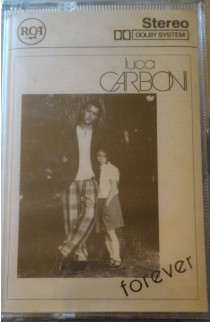 RCA
Stereo
DOLBY SYSTEM
luca
CARBONI
forever